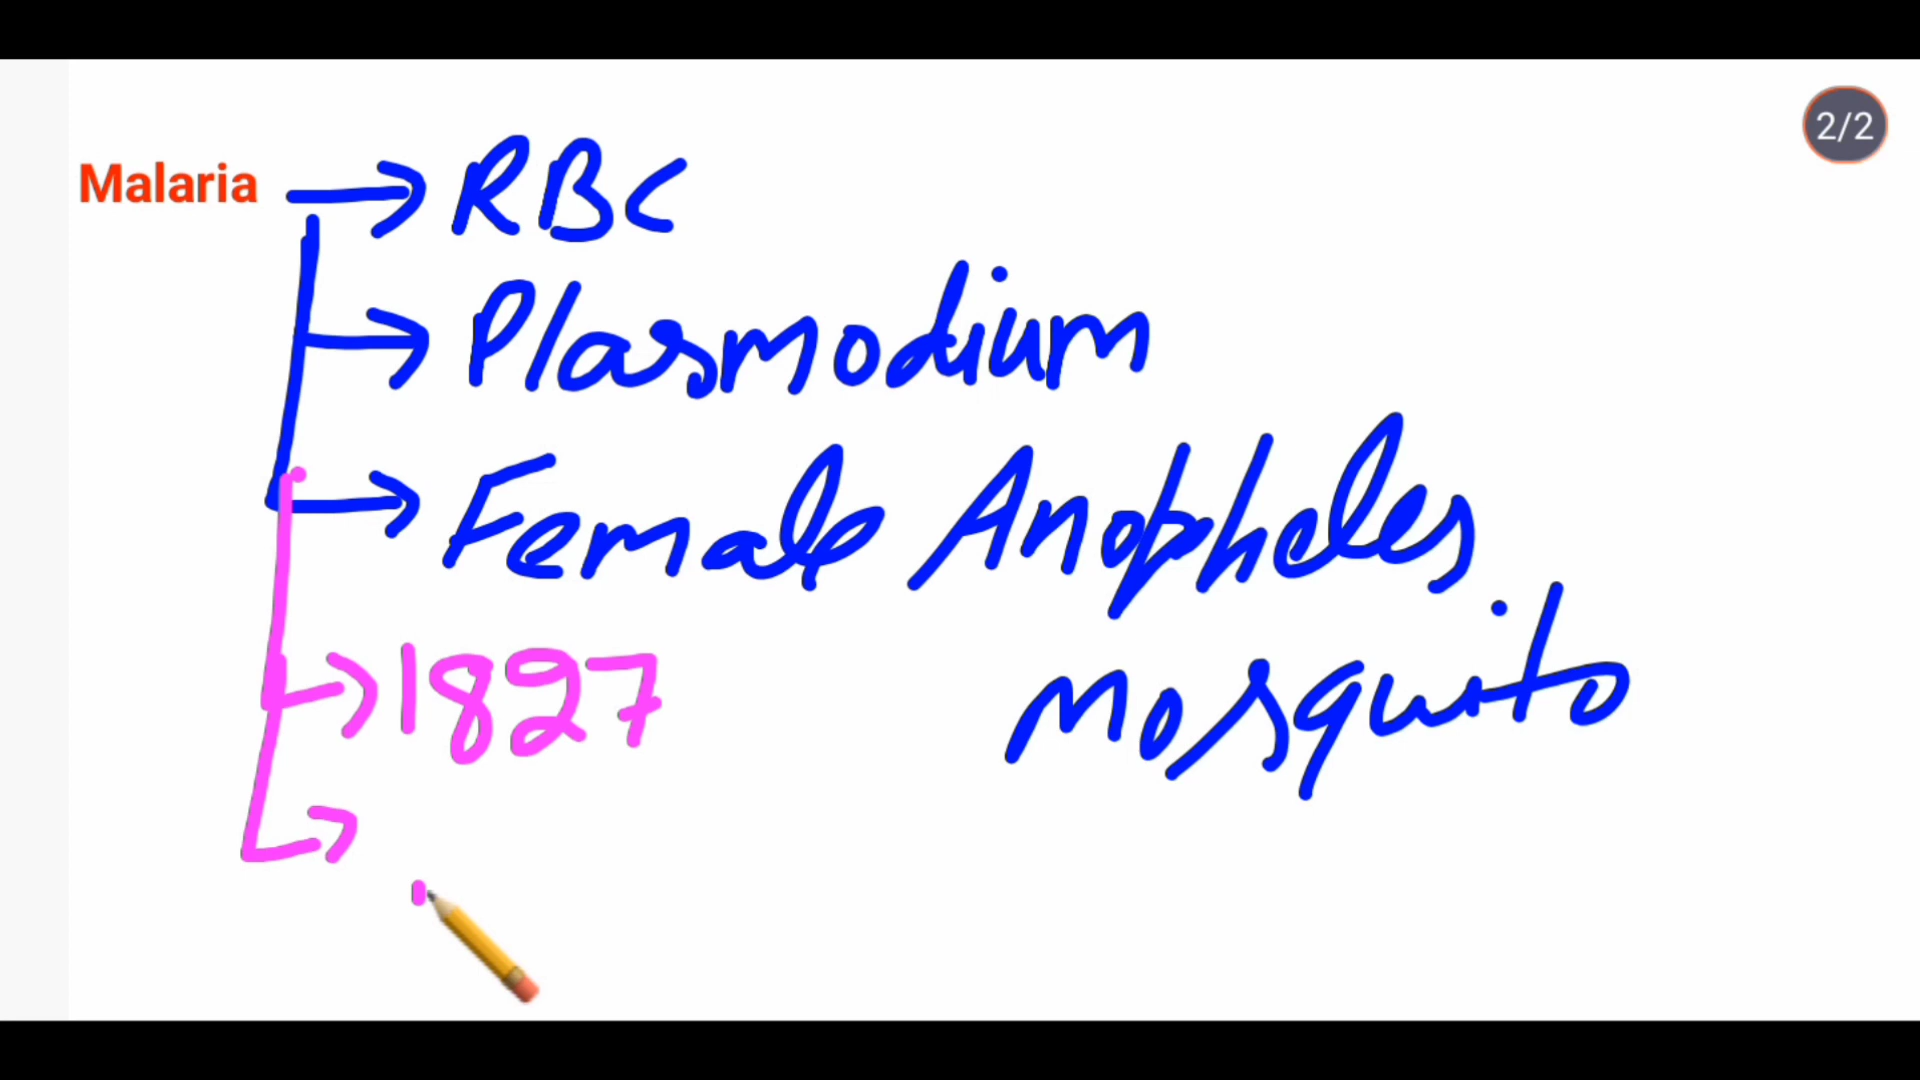 2/2
Malaria → RBC
→ Plasmodium
→ Female Anopheles
Mosquito
→ 1827
→